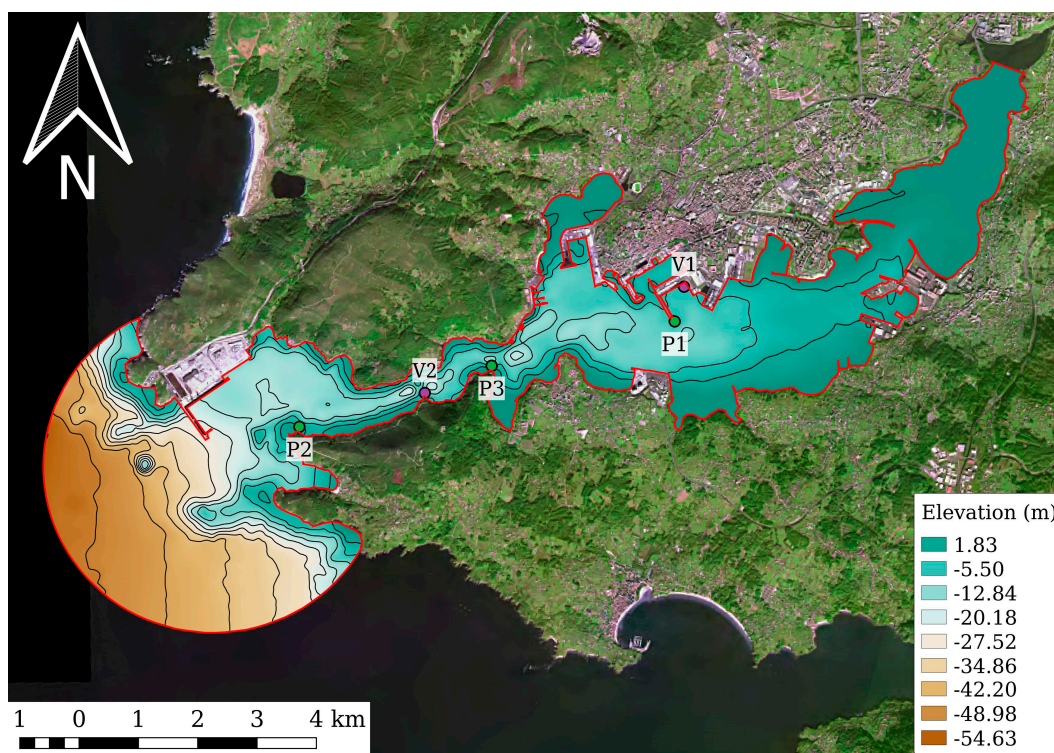 N
V1
P1
V2
P3
P2
Elevation (m)
1.83
-5.50
-12.84
-20.18
-27.52
-34.86
-42.20
-48.98
-54.63
1 0 1 2 3 4 km